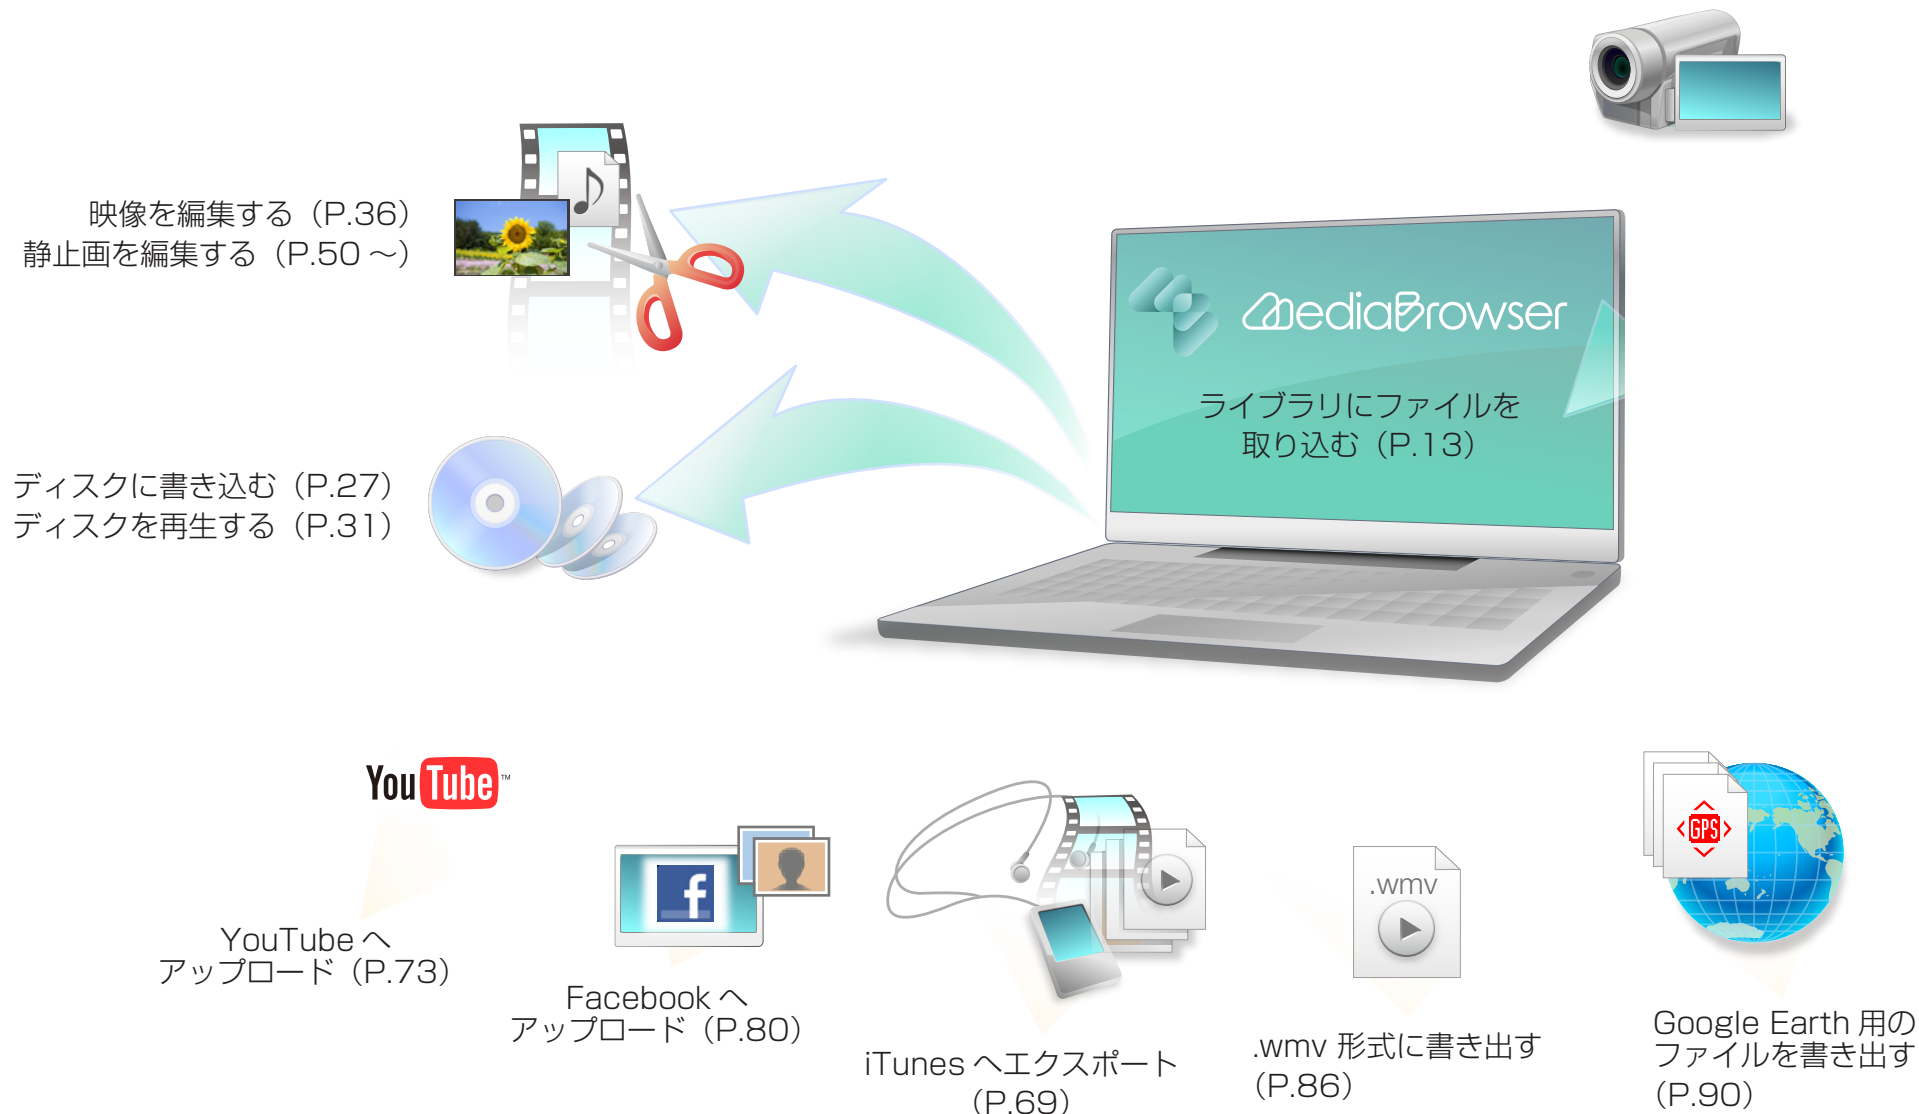 映像を編集する（P.36）
静止画を編集する（P.50 ～）
MediaBrowser
ライブラリにファイルを
取り込む（P.13）
ディスクに書き込む（P.27）
ディスクを再生する（P.31）
YouTube™
YouTube へ
アップロード（P.73）
f
Facebook へ
アップロード（P.80）
iTunes へエクスポート
（P.69）
.wmv
.wmv 形式に書き出す
（P.86）
GPS
Google Earth 用の
ファイルを書き出す
（P.90）